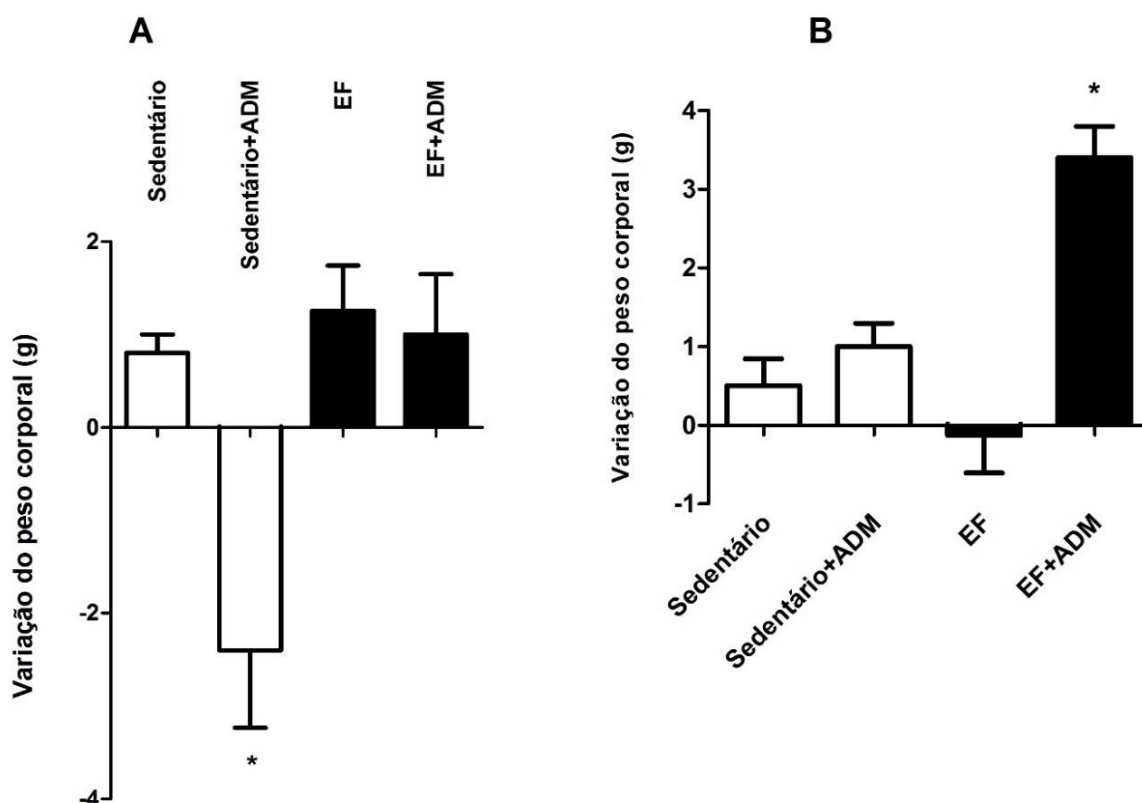 A
Sedentário
Sedentário+ADM
EF
EF+ADM
Variação do peso corporal (g)
2
0
-2
-4
*
B
*
Variação do peso corporal (g)
4
3
2
1
0
-1
Sedentário
Sedentário+ADM
EF
EF+ADM